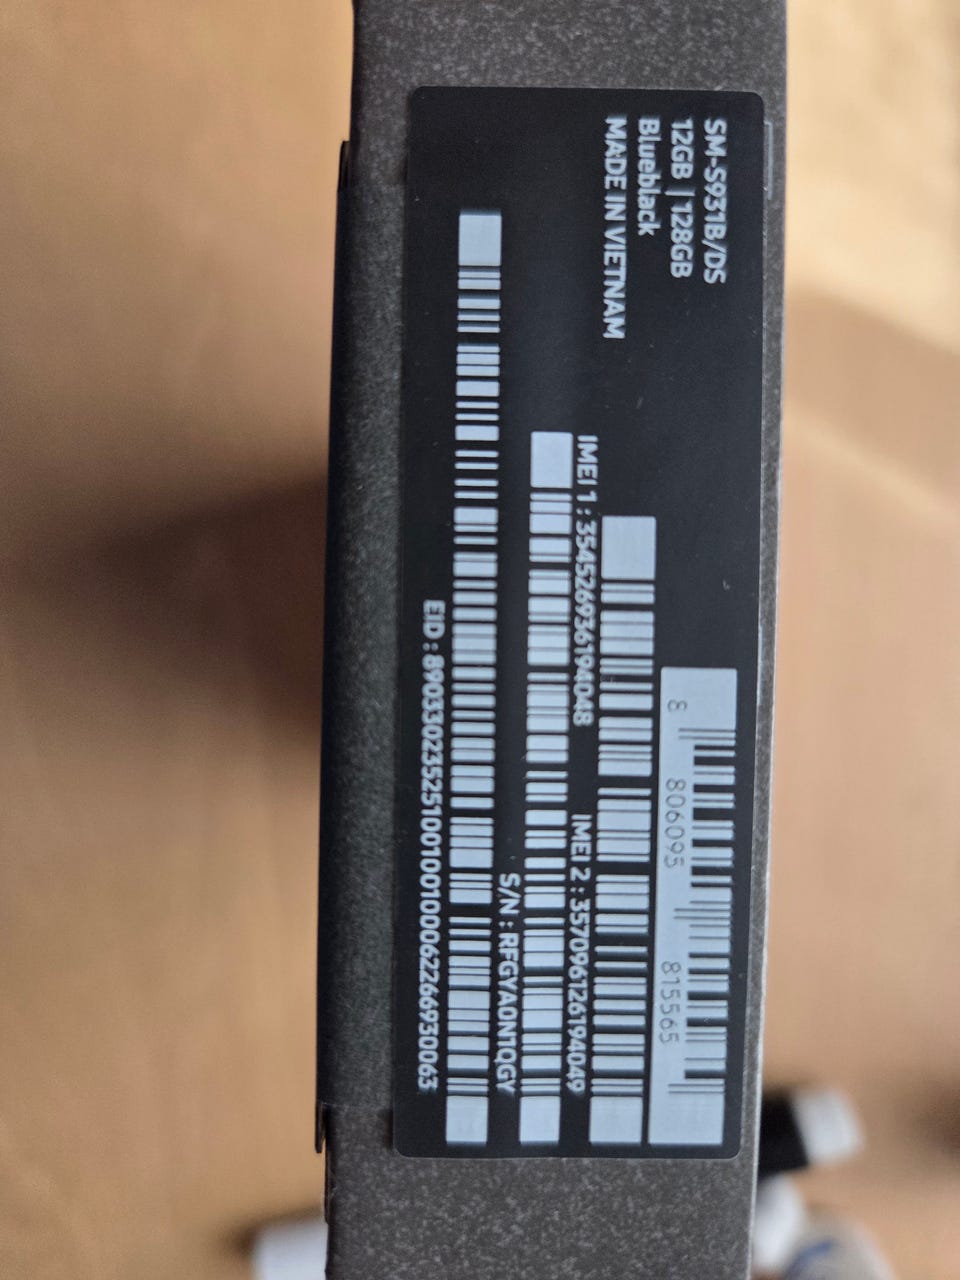 SM-S931B/DS
12GB | 128GB
Blueblack
MADE IN VIETNAM
8 806095 815565
IMEI 1 : 354526936194048
IMEI 2 : 357096126194049
S/N : RFGYA0N1QGY
EID : 89033023525100100100062266930063